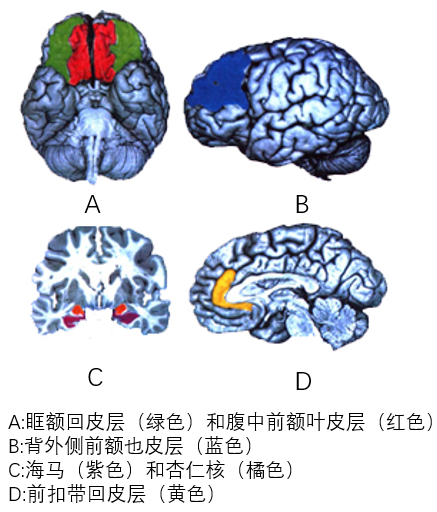 A
B
C
D
A:眶额回皮层（绿色）和腹中前额叶皮层（红色）
B:背外侧前额也皮层（蓝色）
C:海马（紫色）和杏仁核（橘色）
D:前扣带回皮层（黄色）